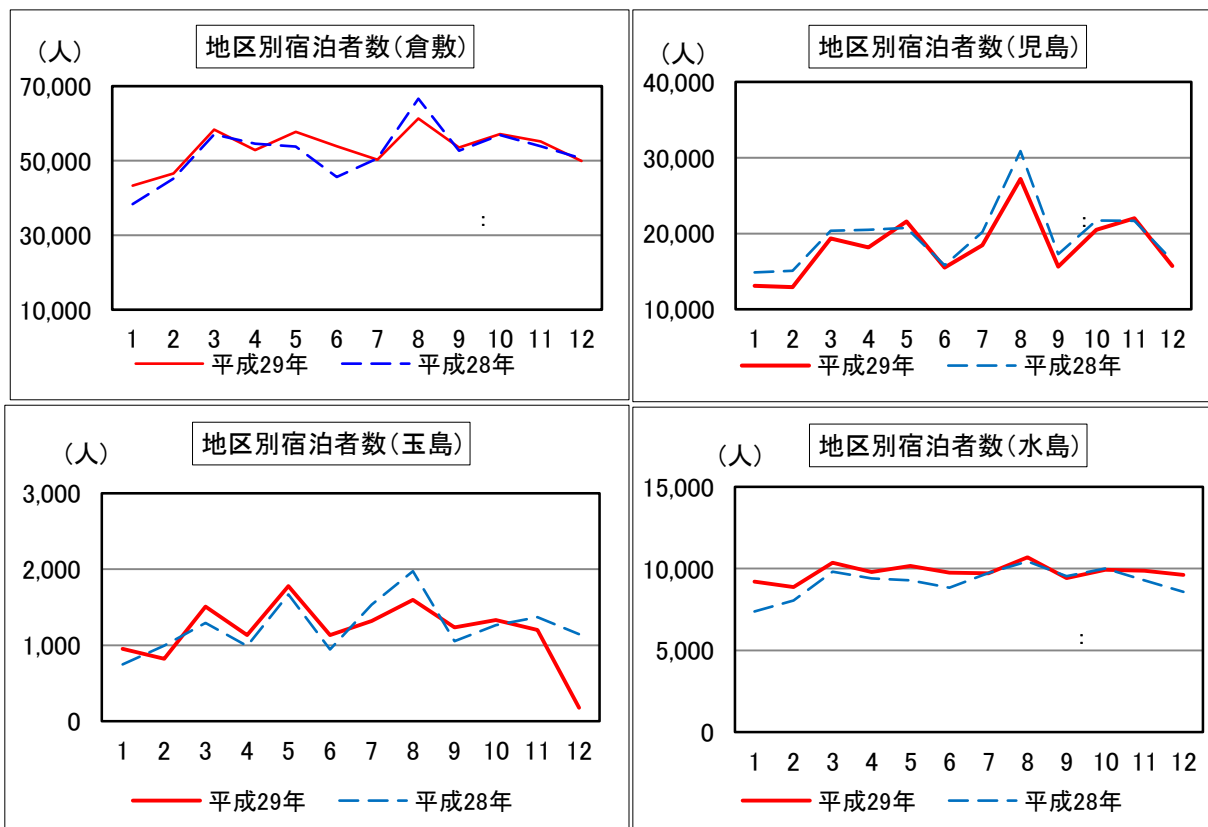 地区別宿泊者数(倉敷)
(人)
70,000
50,000
30,000
10,000
:
1 2 3 4 5 6 7 8 9 10 11 12
平成29年 平成28年
地区別宿泊者数(児島)
(人)
40,000
30,000
20,000
10,000
:
1 2 3 4 5 6 7 8 9 10 11 12
平成29年 平成28年
地区別宿泊者数(玉島)
(人)
3,000
2,000
1,000
0
1 2 3 4 5 6 7 8 9 10 11 12
平成29年 平成28年
地区別宿泊者数(水島)
(人)
15,000
10,000
5,000
0
:
1 2 3 4 5 6 7 8 9 10 11 12
平成29年 平成28年